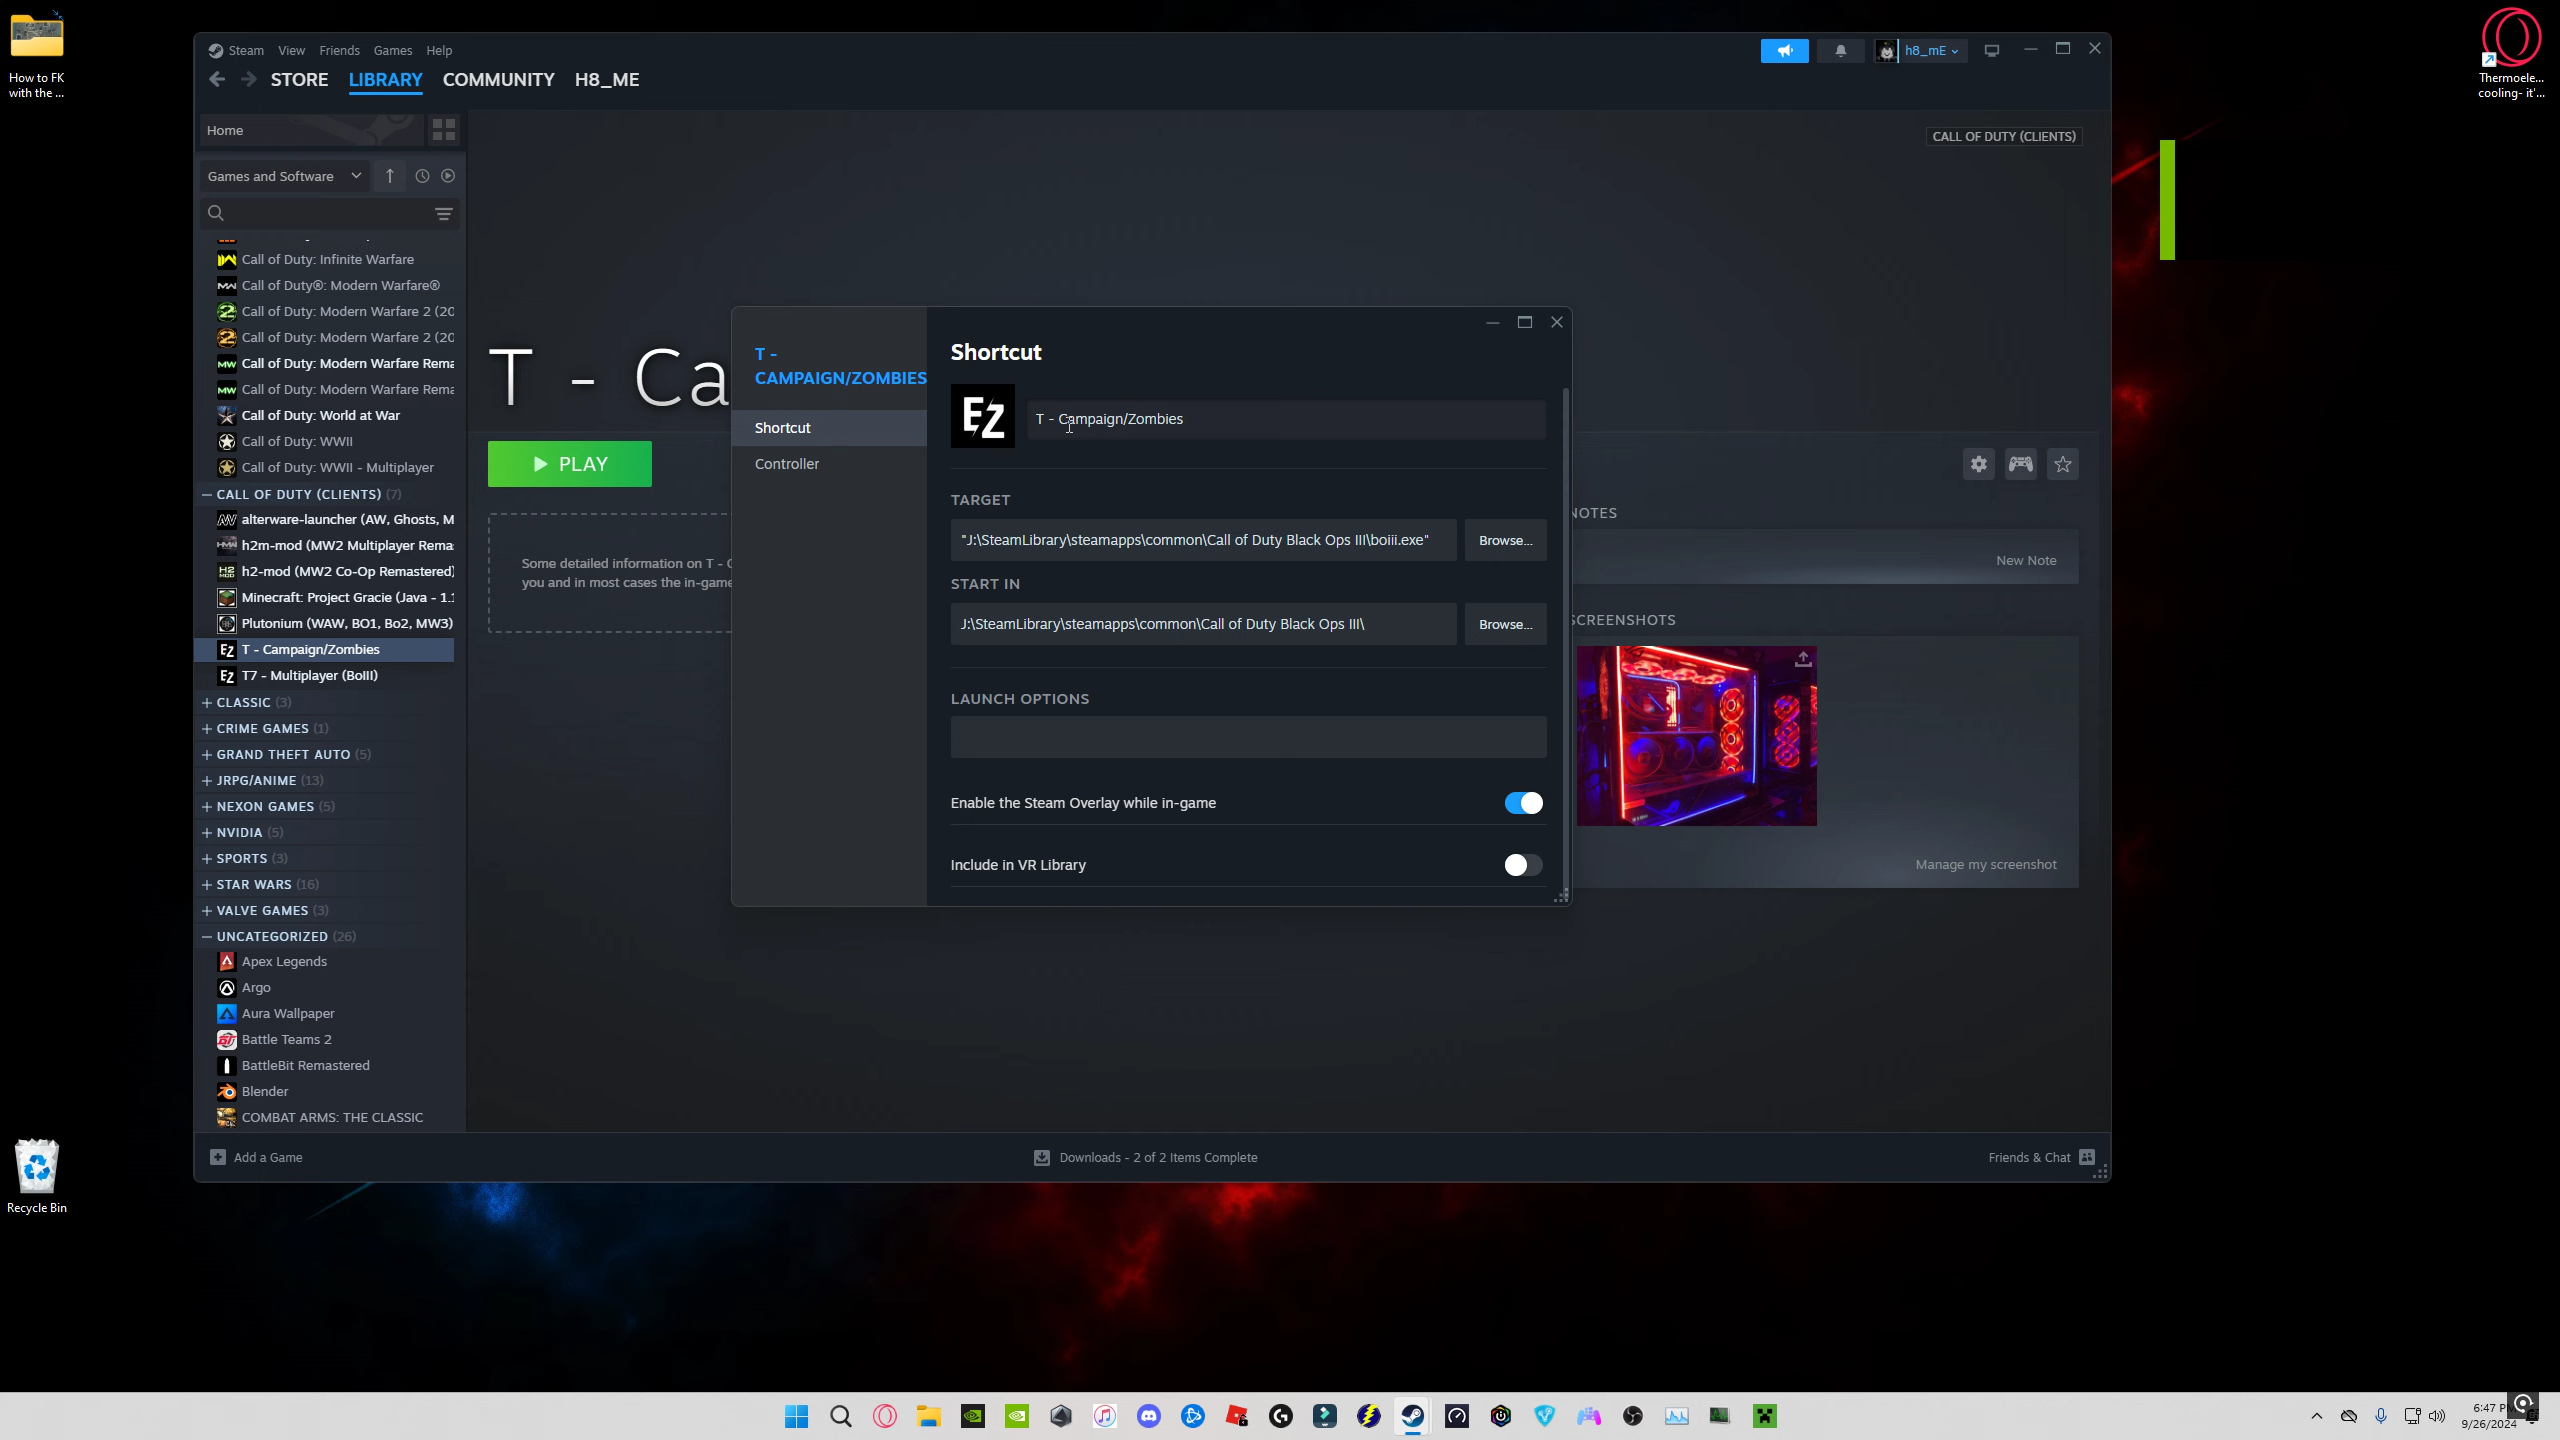 How to FK
with the ...
Thermoele...
cooling- it'...
Steam View Friends Games Help
h8_mE
STORE LIBRARY COMMUNITY H8_ME
Home
CALL OF DUTY (CLIENTS)
Games and Software
Call of Duty: Infinite Warfare
Call of Duty®: Modern Warfare®
Call of Duty: Modern Warfare 2 (20
Call of Duty: Modern Warfare 2 (20
Call of Duty: Modern Warfare Rema
Call of Duty: Modern Warfare Rema
Call of Duty: World at War
Call of Duty: WWII
Call of Duty: WWII - Multiplayer
CALL OF DUTY (CLIENTS) (7)
alterware-launcher (AW, Ghosts, M
h2m-mod (MW2 Multiplayer Rema
h2-mod (MW2 Co-Op Remastered)
Minecraft: Project Gracie (Java - 1.1
Plutonium (WAW, BO1, Bo2, MW3)
T - Campaign/Zombies
T7 - Multiplayer (BoIII)
CLASSIC (3)
CRIME GAMES (1)
GRAND THEFT AUTO (5)
JRPG/ANIME (13)
NEXON GAMES (5)
NVIDIA (5)
SPORTS (3)
STAR WARS (16)
VALVE GAMES (3)
UNCATEGORIZED (26)
Apex Legends
Argo
Aura Wallpaper
Battle Teams 2
BattleBit Remastered
Blender
COMBAT ARMS: THE CLASSIC
T - Ca
PLAY
Some detailed information on T - C
you and in most cases the in-game
T -
CAMPAIGN/ZOMBIES
Shortcut
Controller
Shortcut
EZ
T - Campaign/Zombies
TARGET
"J:\SteamLibrary\steamapps\common\Call of Duty Black Ops III\boiii.exe"
Browse...
START IN
J:\SteamLibrary\steamapps\common\Call of Duty Black Ops III\
Browse...
LAUNCH OPTIONS
Enable the Steam Overlay while in-game
Include in VR Library
NOTES
New Note
SCREENSHOTS
Manage my screenshot
Add a Game
Downloads - 2 of 2 Items Complete
Friends & Chat
Recycle Bin
6:47 P
9/26/2024